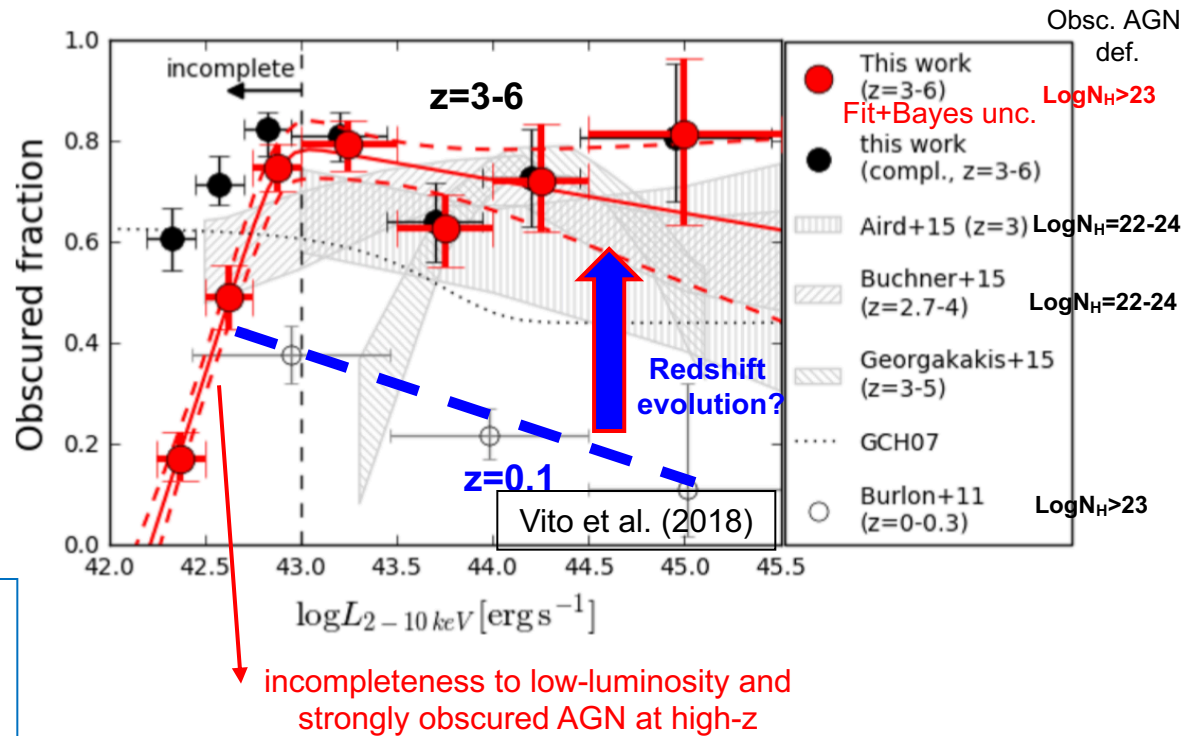 Obsc. AGN
def.
1.0
0.8
0.6
0.4
0.2
0.0
Obscured fraction
incomplete
z=3-6
Redshift
evolution?
z=0.1
Vito et al. (2018)
42.0 42.5 43.0 43.5 44.0 44.5 45.0 45.5
logL2−10 keV[erg s−1]
This work
(z=3-6)
Fit+Bayes unc.
LogNH>23
this work
(compl., z=3-6)
Aird+15 (z=3)
LogNH=22-24
Buchner+15
(z=2.7-4)
LogNH=22-24
Georgakakis+15
(z=3-5)
GCH07
Burlon+11
(z=0-0.3)
LogNH>23
incompleteness to low-luminosity and
strongly obscured AGN at high-z